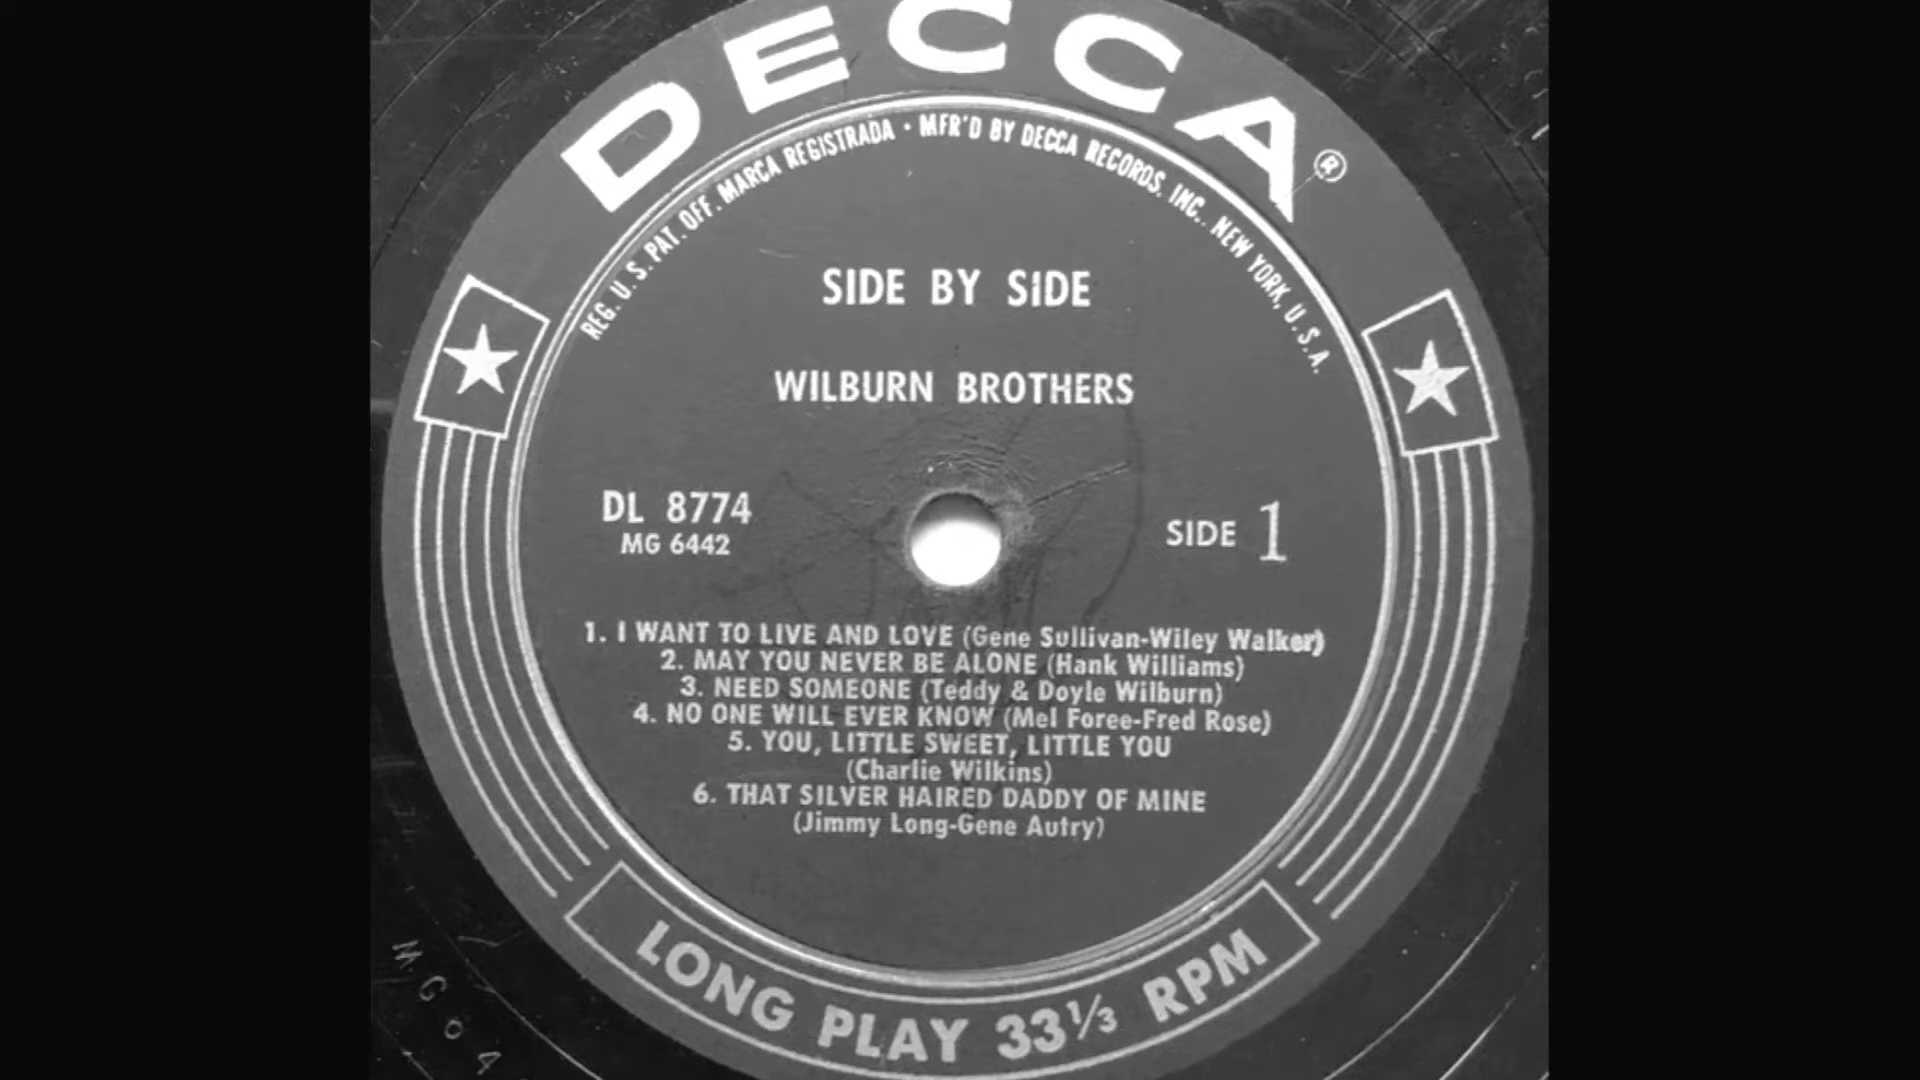 DECCA®
REG. U.S. PAT. OFF. MARCA REGISTRADA • MFR'D BY DECCA RECORDS, INC., NEW YORK, U.S.A.
SIDE BY SIDE
WILBURN BROTHERS
DL 8774
MG 6442
SIDE 1
1. I WANT TO LIVE AND LOVE (Gene Sullivan-Wiley Walker)
2. MAY YOU NEVER BE ALONE (Hank Williams)
3. NEED SOMEONE (Teddy & Doyle Wilburn)
4. NO ONE WILL EVER KNOW (Mel Foree-Fred Rose)
5. YOU, LITTLE SWEET, LITTLE YOU
(Charlie Wilkins)
6. THAT SILVER HAIRED DADDY OF MINE
(Jimmy Long-Gene Autry)
LONG PLAY 33⅓ RPM